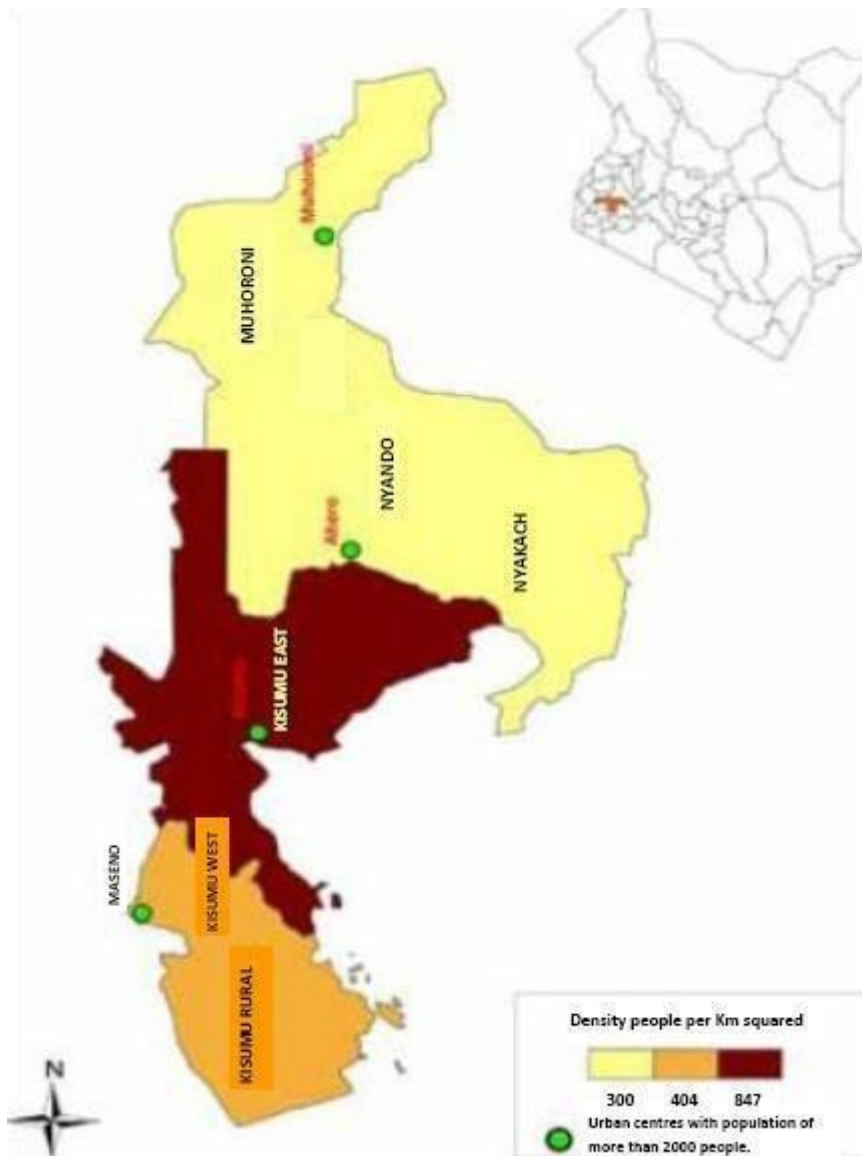 Muhoroni
MUHORONI
NYANDO
Ahero
NYAKACH
KISUMU EAST
MASENO
KISUMU WEST
KISUMU RURAL
N
Density people per Km squared
300 404 847
Urban centres with population of
more than 2000 people.